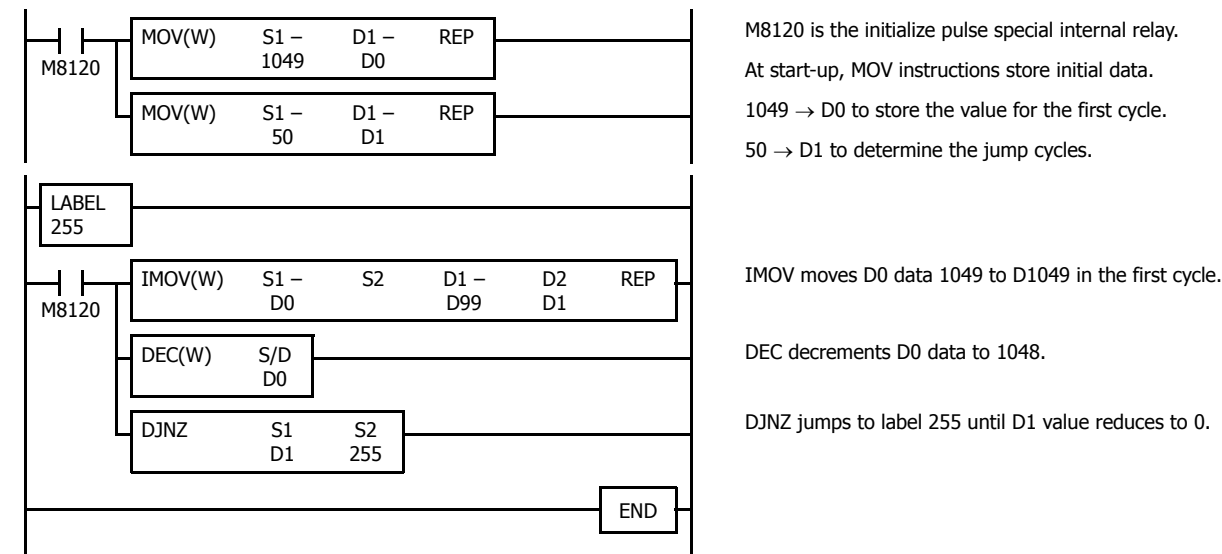 MOV(W) S1 – D1 – REP
1049 D0
M8120
MOV(W) S1 – D1 – REP
50 D1
M8120 is the initialize pulse special internal relay.
At start-up, MOV instructions store initial data.
1049 → D0 to store the value for the first cycle.
50 → D1 to determine the jump cycles.
LABEL
255
IMOV(W) S1 – S2 D1 – D2 REP
D0 D99 D1
M8120
IMOV moves D0 data 1049 to D1049 in the first cycle.
DEC(W) S/D
D0
DEC decrements D0 data to 1048.
DJNZ S1 S2
D1 255
DJNZ jumps to label 255 until D1 value reduces to 0.
END